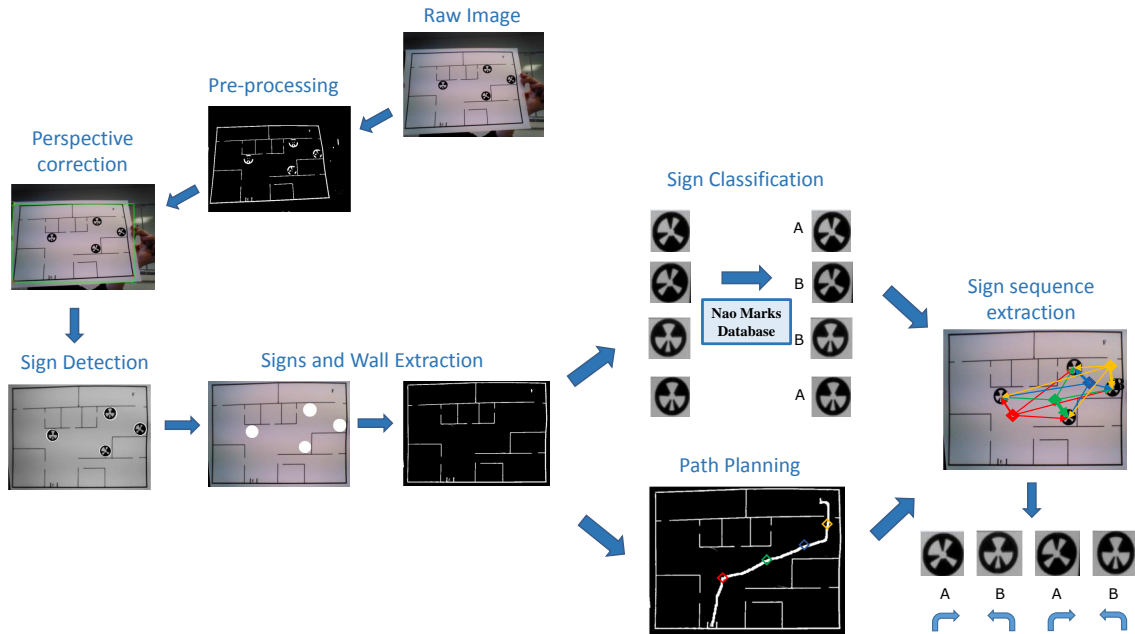 Raw Image
Pre-processing
Perspective
correction
Sign Detection
Signs and Wall Extraction
Sign Classification
A
B
B
A
Nao Marks
Database
Path Planning
Sign sequence
extraction
A
B
A
B